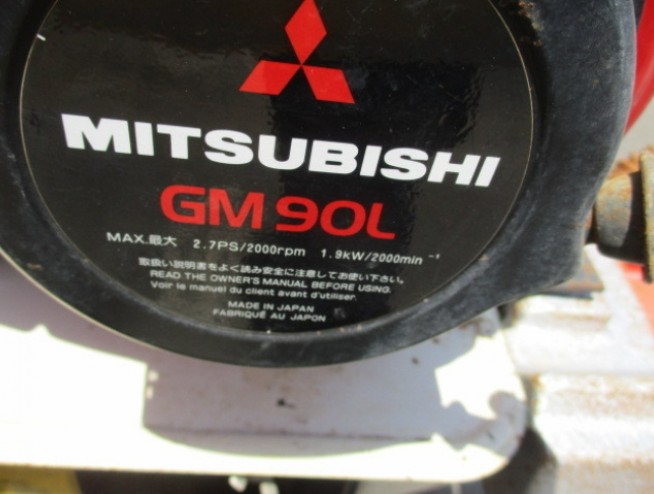 MITSUBISHI
GM90L
MAX.最大 2.7PS/2000rpm 1.9kW/2000min⁻¹
取扱い説明書をよく読み安全に注意してお使い下さい。
READ THE OWNER'S MANUAL BEFORE USING.
Voir le manuel du client avant d'utiliser.
MADE IN JAPAN
FABRIQUÉ AU JAPON